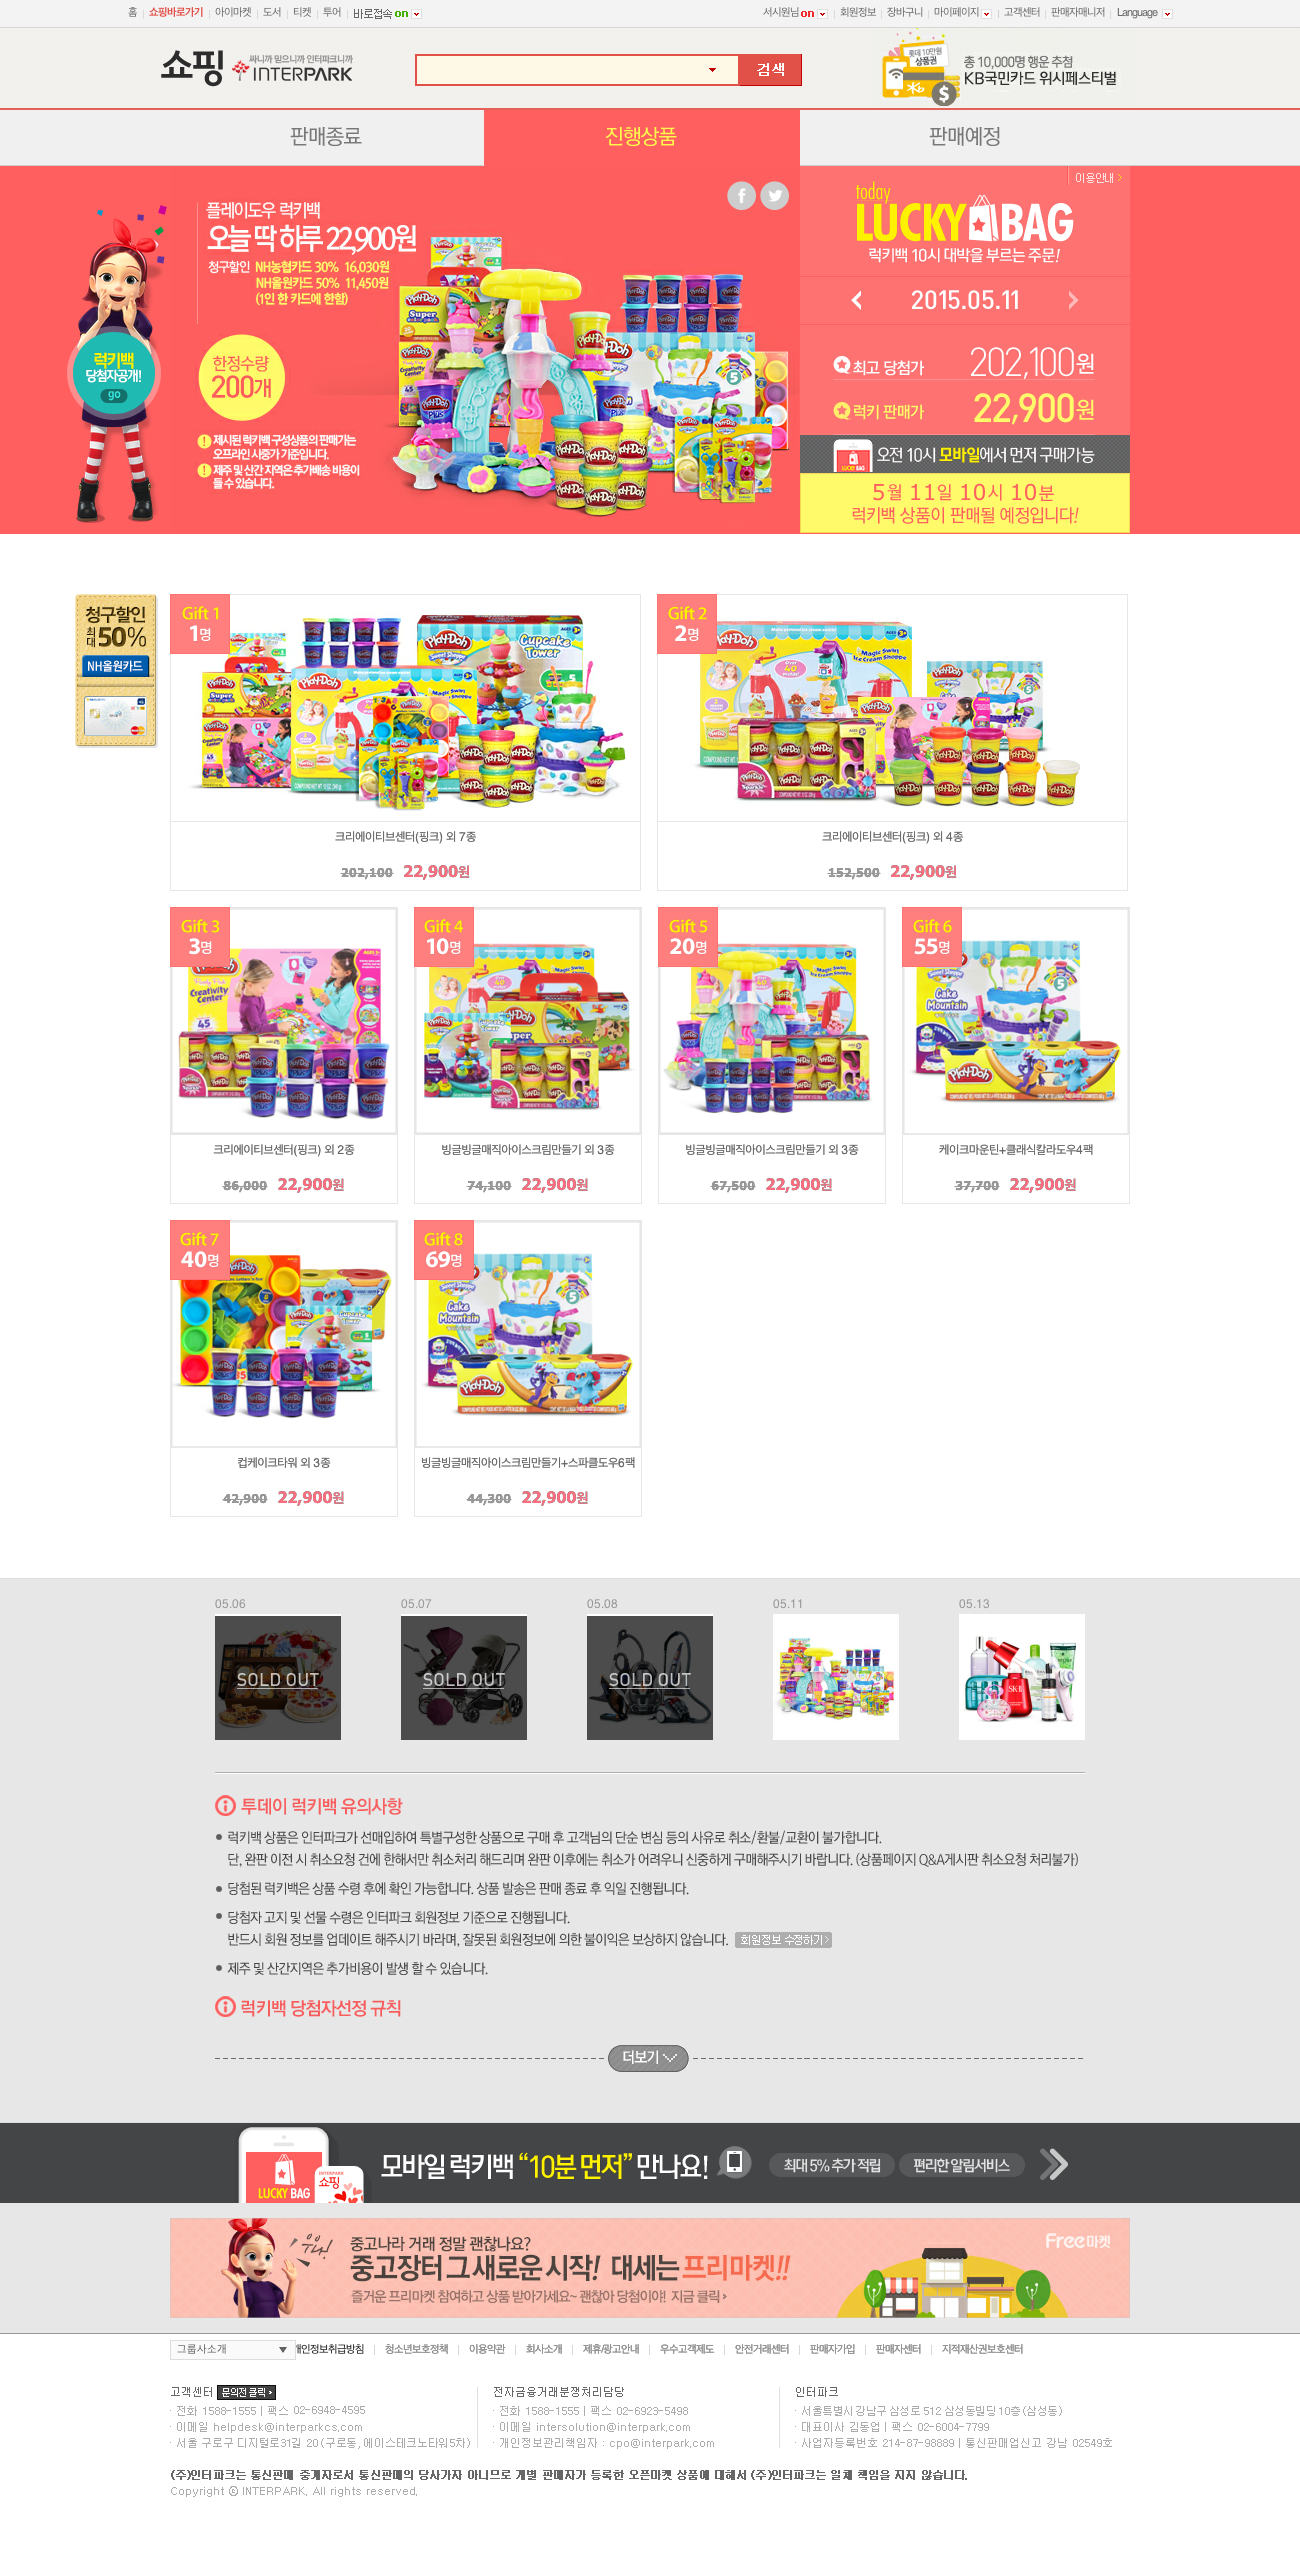 홈 쇼핑바로가기 아이마켓 도서 티켓 투어 바로접속 on
서시원님 on 회원정보 장바구니 마이페이지 고객센터 판매자매니저 Language
쇼핑 싸니까 믿으니까 인터파크니까
INTERPARK
검색
롯데 10만원
상품권
총 10,000명 행운 추첨
KB국민카드 위시페스티벌
판매종료
진행상품
판매예정
플레이도우 럭키백
오늘 딱 하루 22,900원
청구할인 NH농협카드 30% 16,030원
NH올원카드 50% 11,450원
(1인 한 카드에 한함)
한정수량
200개
제시된 럭키백 구성상품의 판매가는
오프라인 시중가 기준입니다.
제주 및 산간 지역은 추가배송 비용이
들 수 있습니다.
럭키백
당첨자공개!
go
이용안내
today
LUCKY BAG
럭키백 10시 대박을 부르는 주문!
2015.05.11
최고 당첨가 202,100원
럭키 판매가 22,900원
LUCKY BAG
오전 10시 모바일에서 먼저 구매가능
5월 11일 10시 10분
럭키백 상품이 판매될 예정입니다!
청구할인
최대 50%
NH올원카드
Gift 1
1명
크리에이티브센터(핑크) 외 7종
202,100 22,900원
Gift 2
2명
크리에이티브센터(핑크) 외 4종
152,500 22,900원
Gift 3
3명
크리에이티브센터(핑크) 외 2종
86,000 22,900원
Gift 4
10명
빙글빙글매직아이스크림만들기 외 3종
74,100 22,900원
Gift 5
20명
빙글빙글매직아이스크림만들기 외 3종
67,500 22,900원
Gift 6
55명
케이크마운틴+클래식칼라도우4팩
37,700 22,900원
Gift 7
40명
컵케이크타워 외 3종
42,900 22,900원
Gift 8
69명
빙글빙글매직아이스크림만들기+스파클도우6팩
44,300 22,900원
05.06
SOLD OUT
05.07
SOLD OUT
05.08
SOLD OUT
05.11
05.13
투데이 럭키백 유의사항
럭키백 상품은 인터파크가 선매입하여 특별구성한 상품으로 구매 후 고객님의 단순 변심 등의 사유로 취소/환불/교환이 불가합니다.
단, 완판 이전 시 취소요청 건에 한해서만 취소처리 해드리며 완판 이후에는 취소가 어려우니 신중하게 구매해주시기 바랍니다. (상품페이지 Q&A게시판 취소요청 처리불가)
당첨된 럭키백은 상품 수령 후에 확인 가능합니다. 상품 발송은 판매 종료 후 익일 진행됩니다.
당첨자 고지 및 선물 수령은 인터파크 회원정보 기준으로 진행됩니다.
반드시 회원 정보를 업데이트 해주시기 바라며, 잘못된 회원정보에 의한 불이익은 보상하지 않습니다. 회원정보 수정하기
제주 및 산간지역은 추가비용이 발생 할 수 있습니다.
럭키백 당첨자선정 규칙
더보기
LUCKY BAG
INTERPARK
쇼핑
모바일 럭키백 “10분 먼저” 만나요! 최대 5% 추가 적립 편리한 알림서비스
중고나라 거래 정말 괜찮나요?
중고장터 그 새로운 시작! 대세는 프리마켓!!
즐거운 프리마켓 참여하고 상품 받아가세요~ 괜찮아 당첨이야! 지금 클릭
Free마켓
그룹사소개 개인정보취급방침 청소년보호정책 이용약관 회사소개 제휴/광고안내 우수고객제도 안전거래센터 판매자가입 판매자센터 지적재산권보호센터
고객센터 문의전 클릭
· 전화 1588-1555 | 팩스 02-6948-4595
· 이메일 helpdesk@interparkcs.com
· 서울 구로구 디지털로31길 20 (구로동, 에이스테크노타워5차)
전자금융거래분쟁처리담당
· 전화 1588-1555 | 팩스 02-6923-5498
· 이메일 intersolution@interpark.com
· 개인정보관리책임자 : cpo@interpark.com
인터파크
· 서울특별시 강남구 삼성로 512 삼성동빌딩 10층 (삼성동)
· 대표이사 김동업 | 팩스 02-6004-7799
· 사업자등록번호 214-87-98889 | 통신판매업신고 강남 02549호
(주)인터파크는 통신판매 중개자로서 통신판매의 당사자가 아니므로 개별 판매자가 등록한 오픈마켓 상품에 대해서 (주)인터파크는 일체 책임을 지지 않습니다.
Copyright ⓒ INTERPARK. All rights reserved.